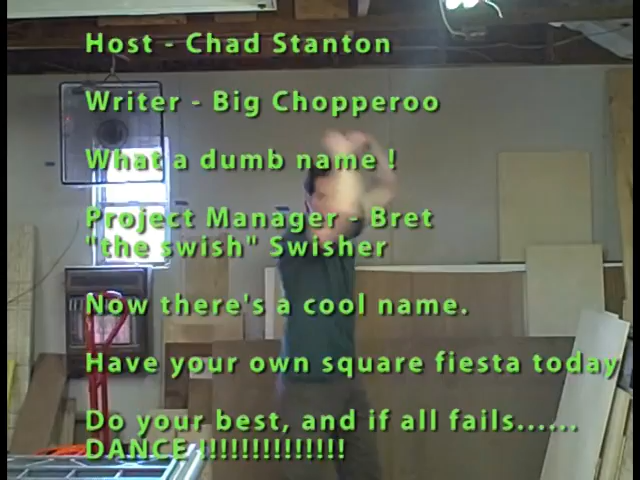 Host - Chad Stanton
Writer - Big Chopperoo
What a dumb name !
Project Manager - Bret
"the swish" Swisher
Now there's a cool name.
Have your own square fiesta today
Do your best, and if all fails......
DANCE !!!!!!!!!!!!!!!